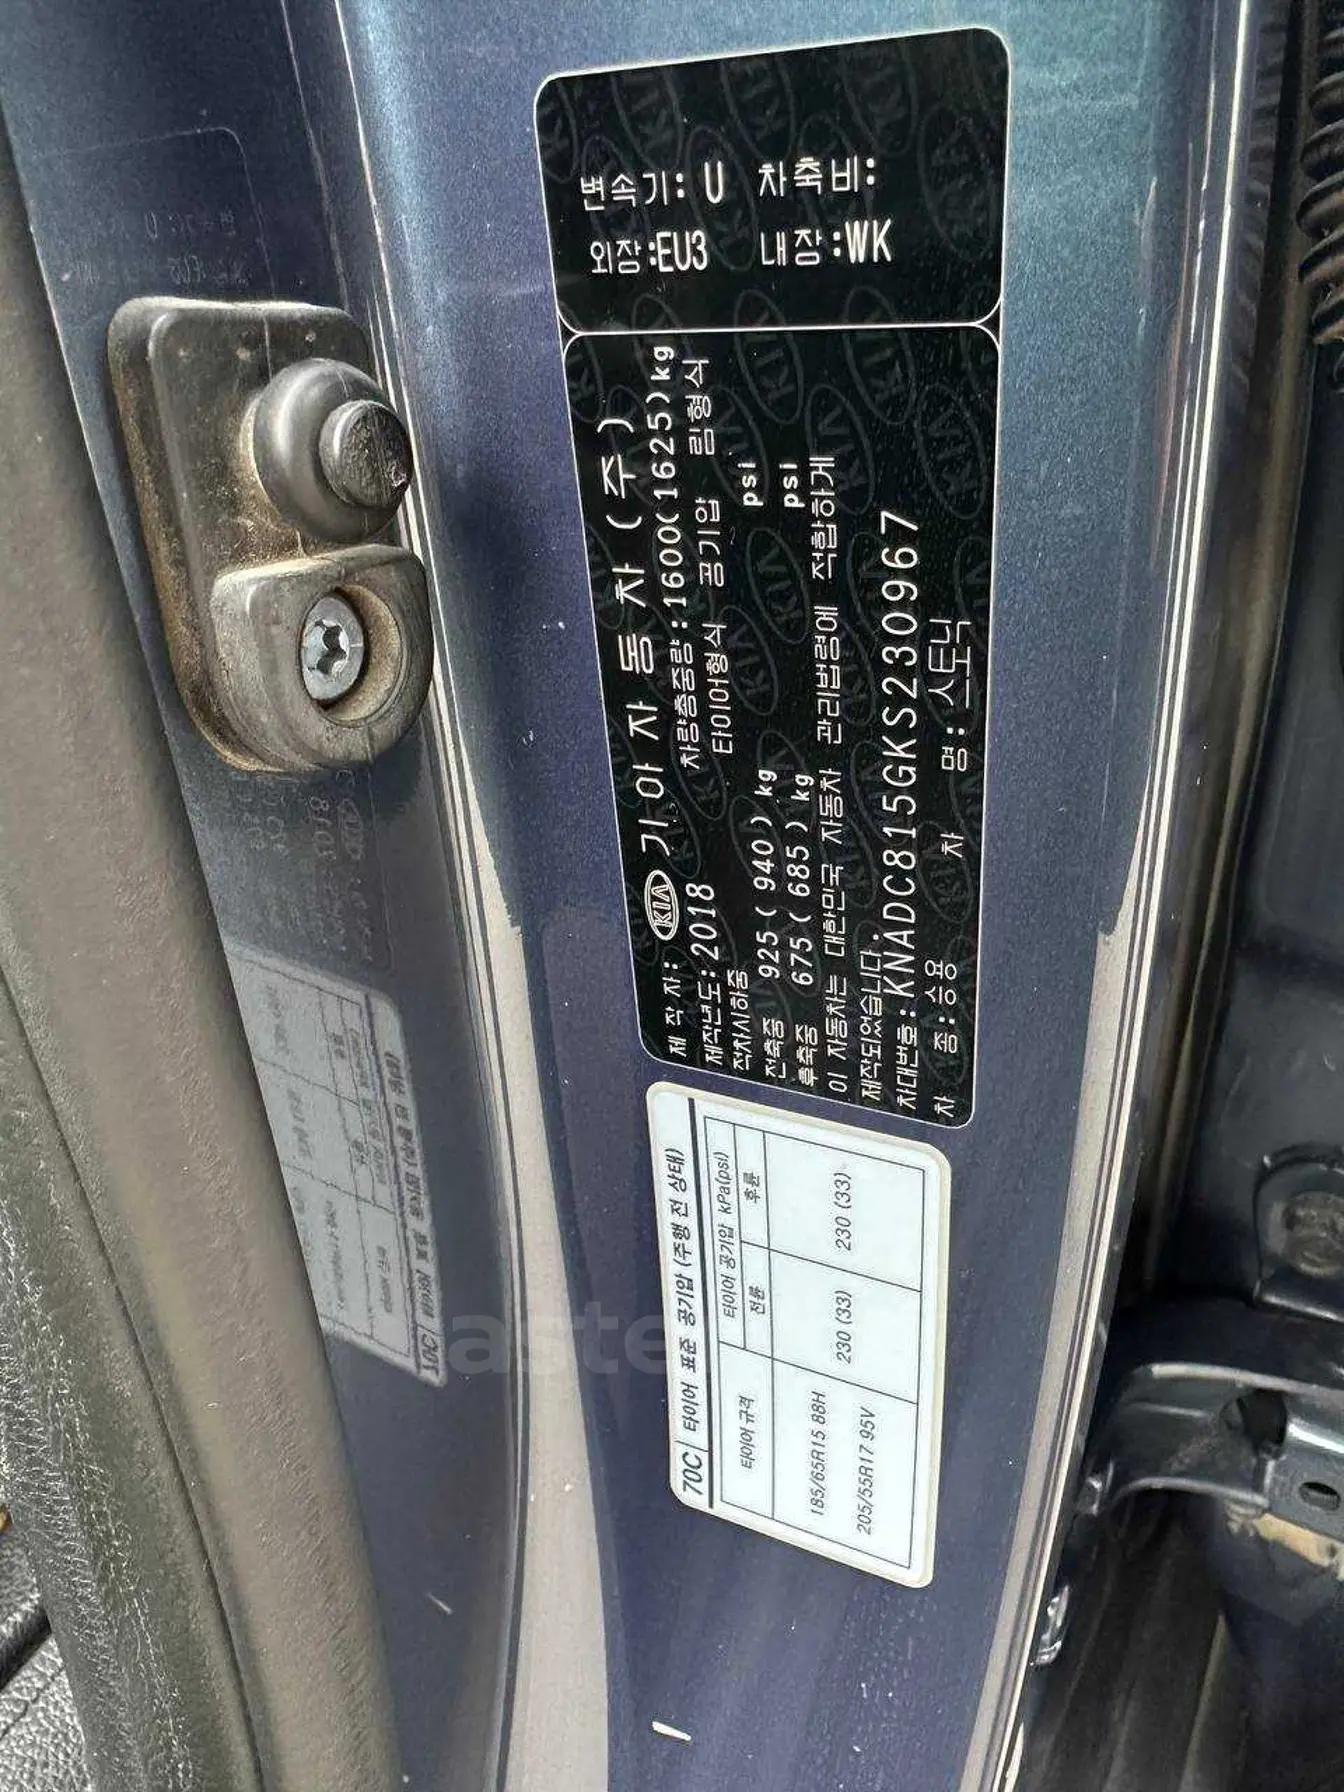 변속기: U 차축비:
외장:EU3 내장:WK
제 작 자: KIA 기아자동차(주)
제작년도: 2018 차량총중량:1600(1625)kg
적차시하중 타이어형식 공기압 림형식
전축중 925( 940) kg psi
후축중 675( 685) kg psi
이 자동차는 대한민국 자동차 관리법령에 적합하게
제작되었습니다.
차대번호: KNADC815GKS230967
차 종: 승용 차 명: 스토닉
70C 타이어 표준 공기압 (주행 전 상태)
타이어 규격 타이어 공기압 kPa(psi)
전륜 후륜
185/65R15 88H
230 (33) 230 (33)
205/55R17 95V
aste